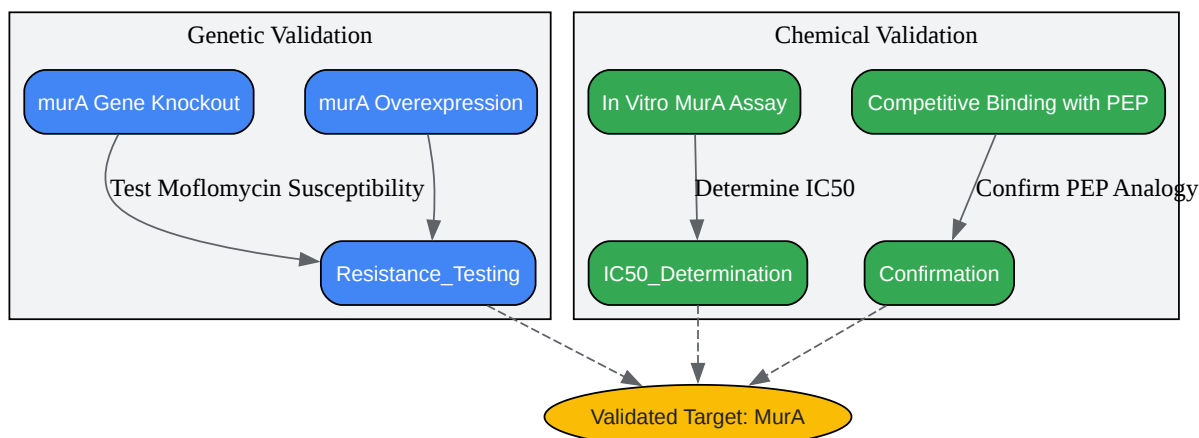 Genetic Validation
Chemical Validation
murA Gene Knockout
murA Overexpression
In Vitro MurA Assay
Competitive Binding with PEP
Test Moflomycin Susceptibility
Determine IC50
Confirm PEP Analogy
Resistance_Testing
IC50_Determination
Confirmation
Validated Target: MurA